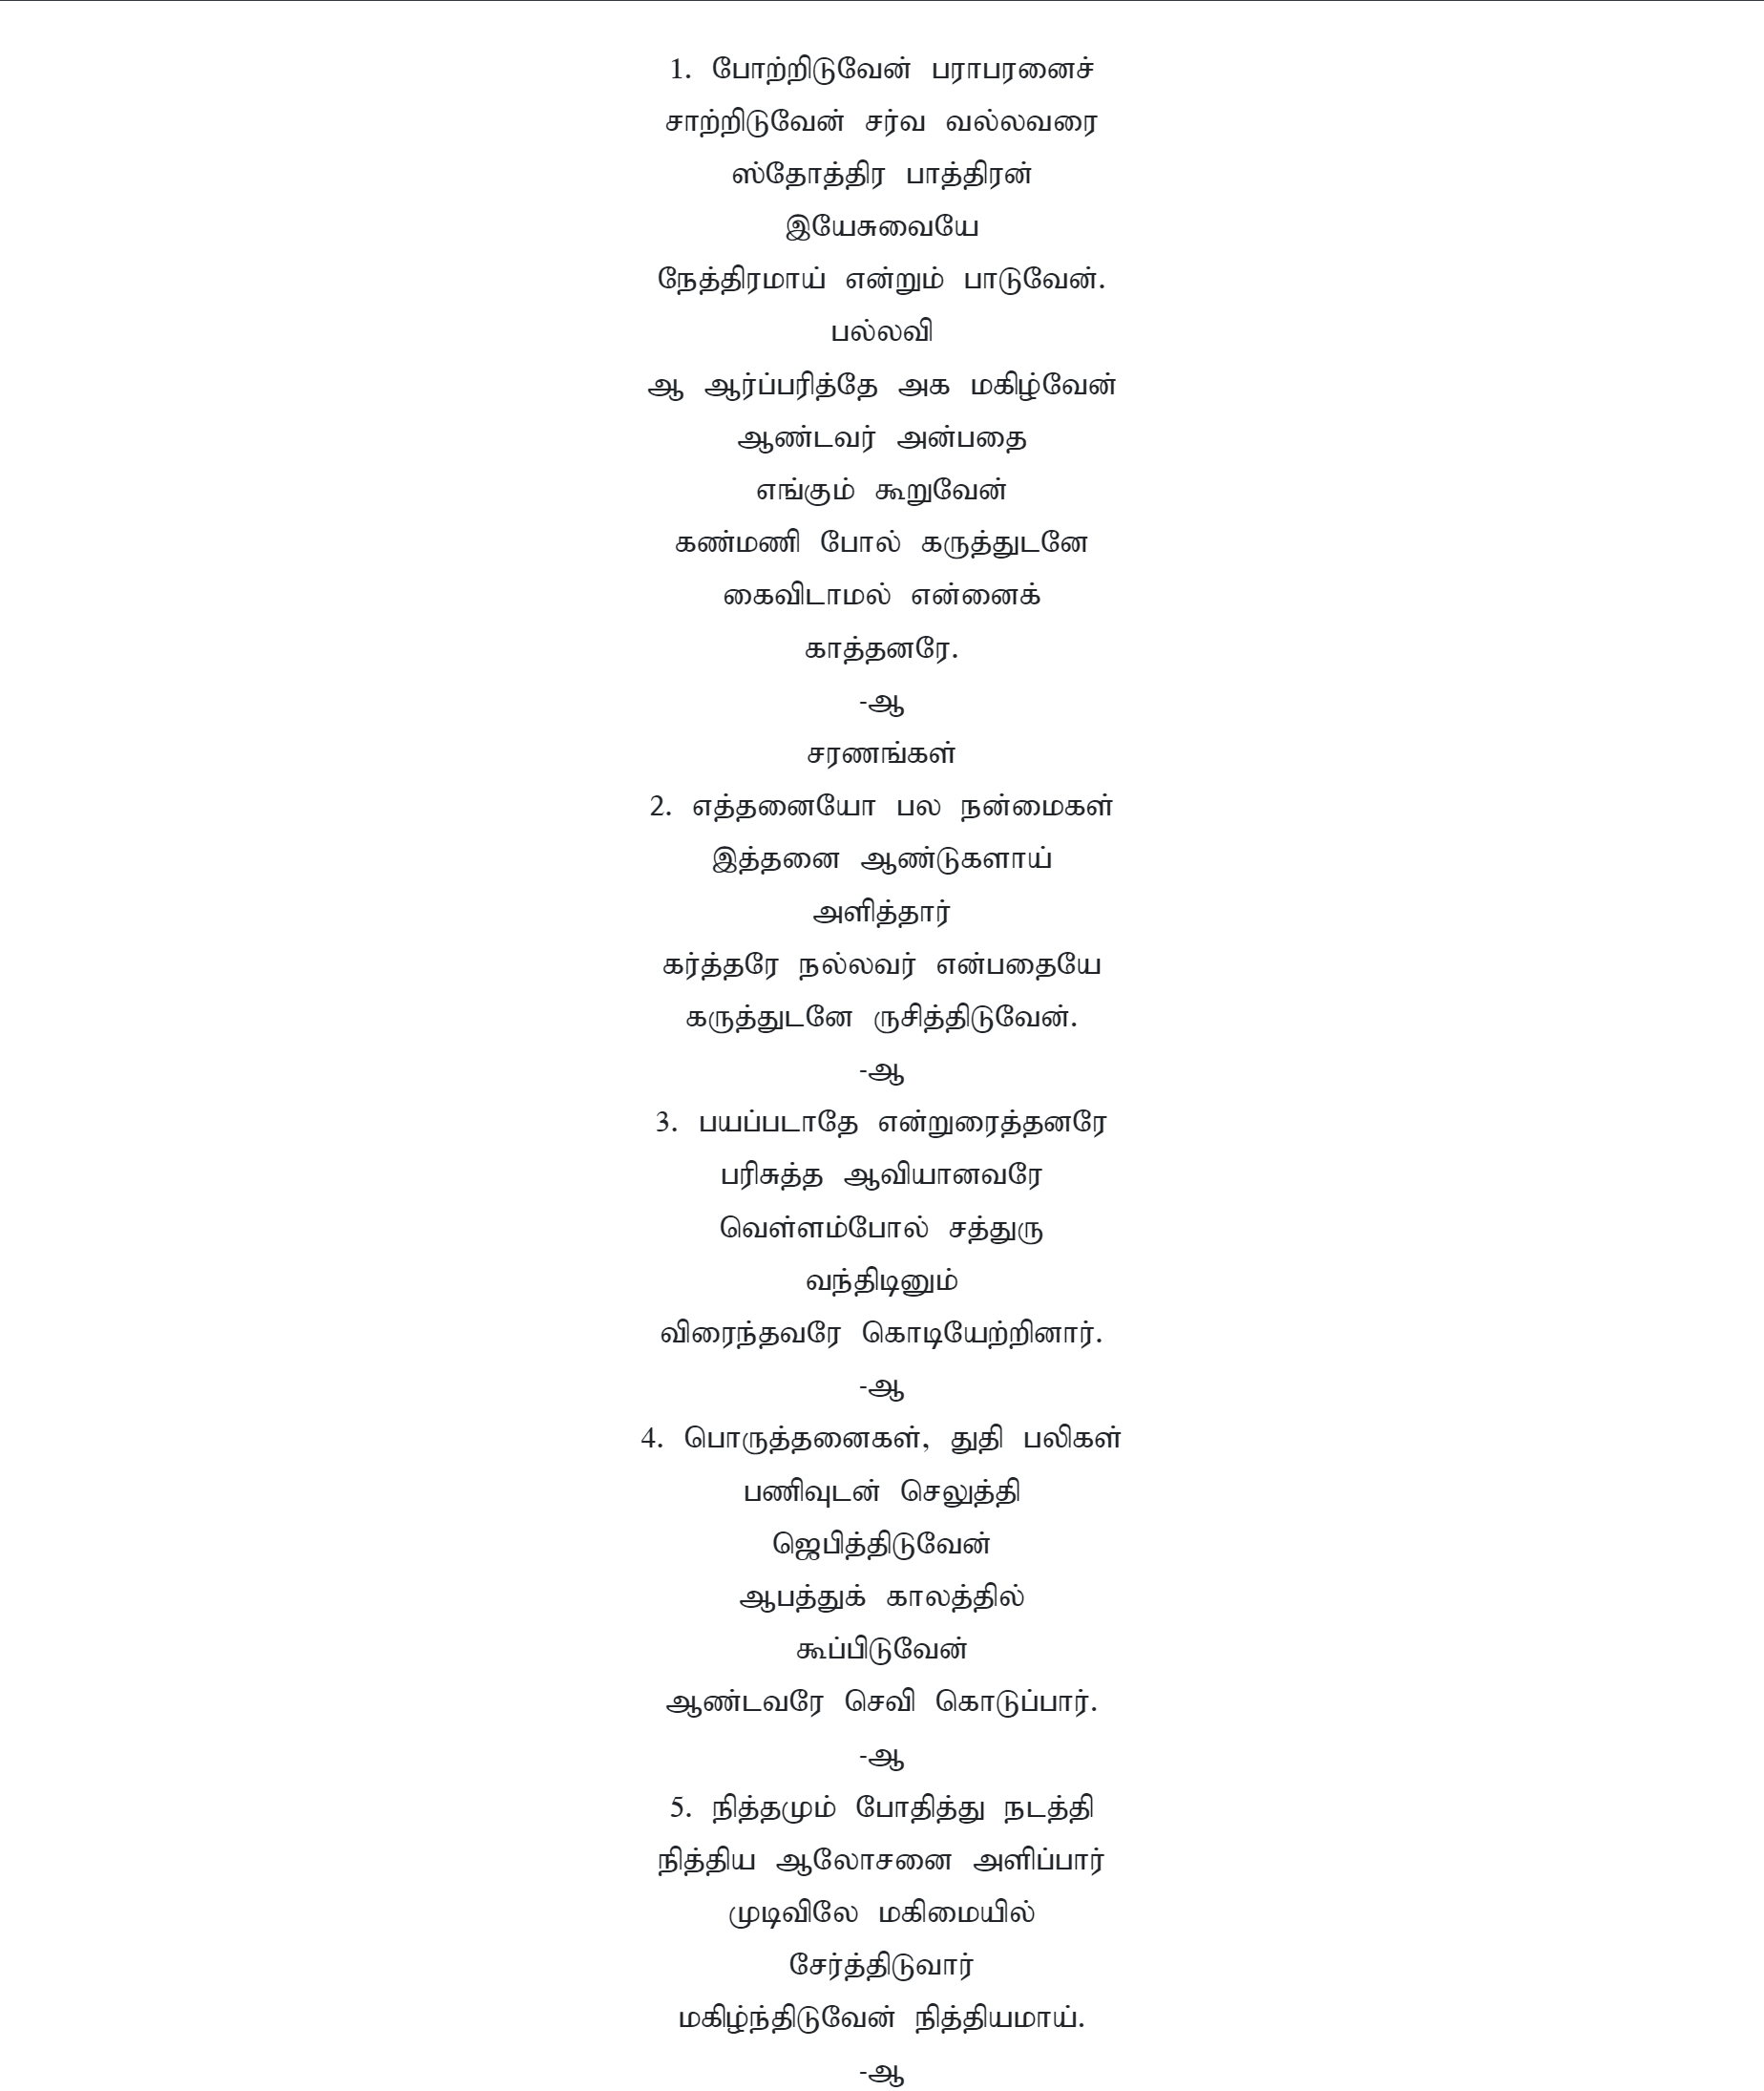 1. போற்றிடுவேன் பராபரனைச்
சாற்றிடுவேன் சர்வ வல்லவரை
ஸ்தோத்திர பாத்திரன்
இயேசுவையே
நேத்திரமாய் என்றும் பாடுவேன்.
பல்லவி
ஆ ஆர்ப்பரித்தே அக மகிழ்வேன்
ஆண்டவர் அன்பதை
எங்கும் கூறுவேன்
கண்மணி போல் கருத்துடனே
கைவிடாமல் என்னைக்
காத்தனரே.
-ஆ
சரணங்கள்
2. எத்தனையோ பல நன்மைகள்
இத்தனை ஆண்டுகளாய்
அளித்தார்
கர்த்தரே நல்லவர் என்பதையே
கருத்துடனே ருசித்திடுவேன்.
-ஆ
3. பயப்படாதே என்றுரைத்தனரே
பரிசுத்த ஆவியானவரே
வெள்ளம்போல் சத்துரு
வந்திடினும்
விரைந்தவரே கொடியேற்றினார்.
-ஆ
4. பொருத்தனைகள், துதி பலிகள்
பணிவுடன் செலுத்தி
ஜெபித்திடுவேன்
ஆபத்துக் காலத்தில்
கூப்பிடுவேன்
ஆண்டவரே செவி கொடுப்பார்.
-ஆ
5. நித்தமும் போதித்து நடத்தி
நித்திய ஆலோசனை அளிப்பார்
முடிவிலே மகிமையில்
சேர்த்திடுவார்
மகிழ்ந்திடுவேன் நித்தியமாய்.
-ஆ